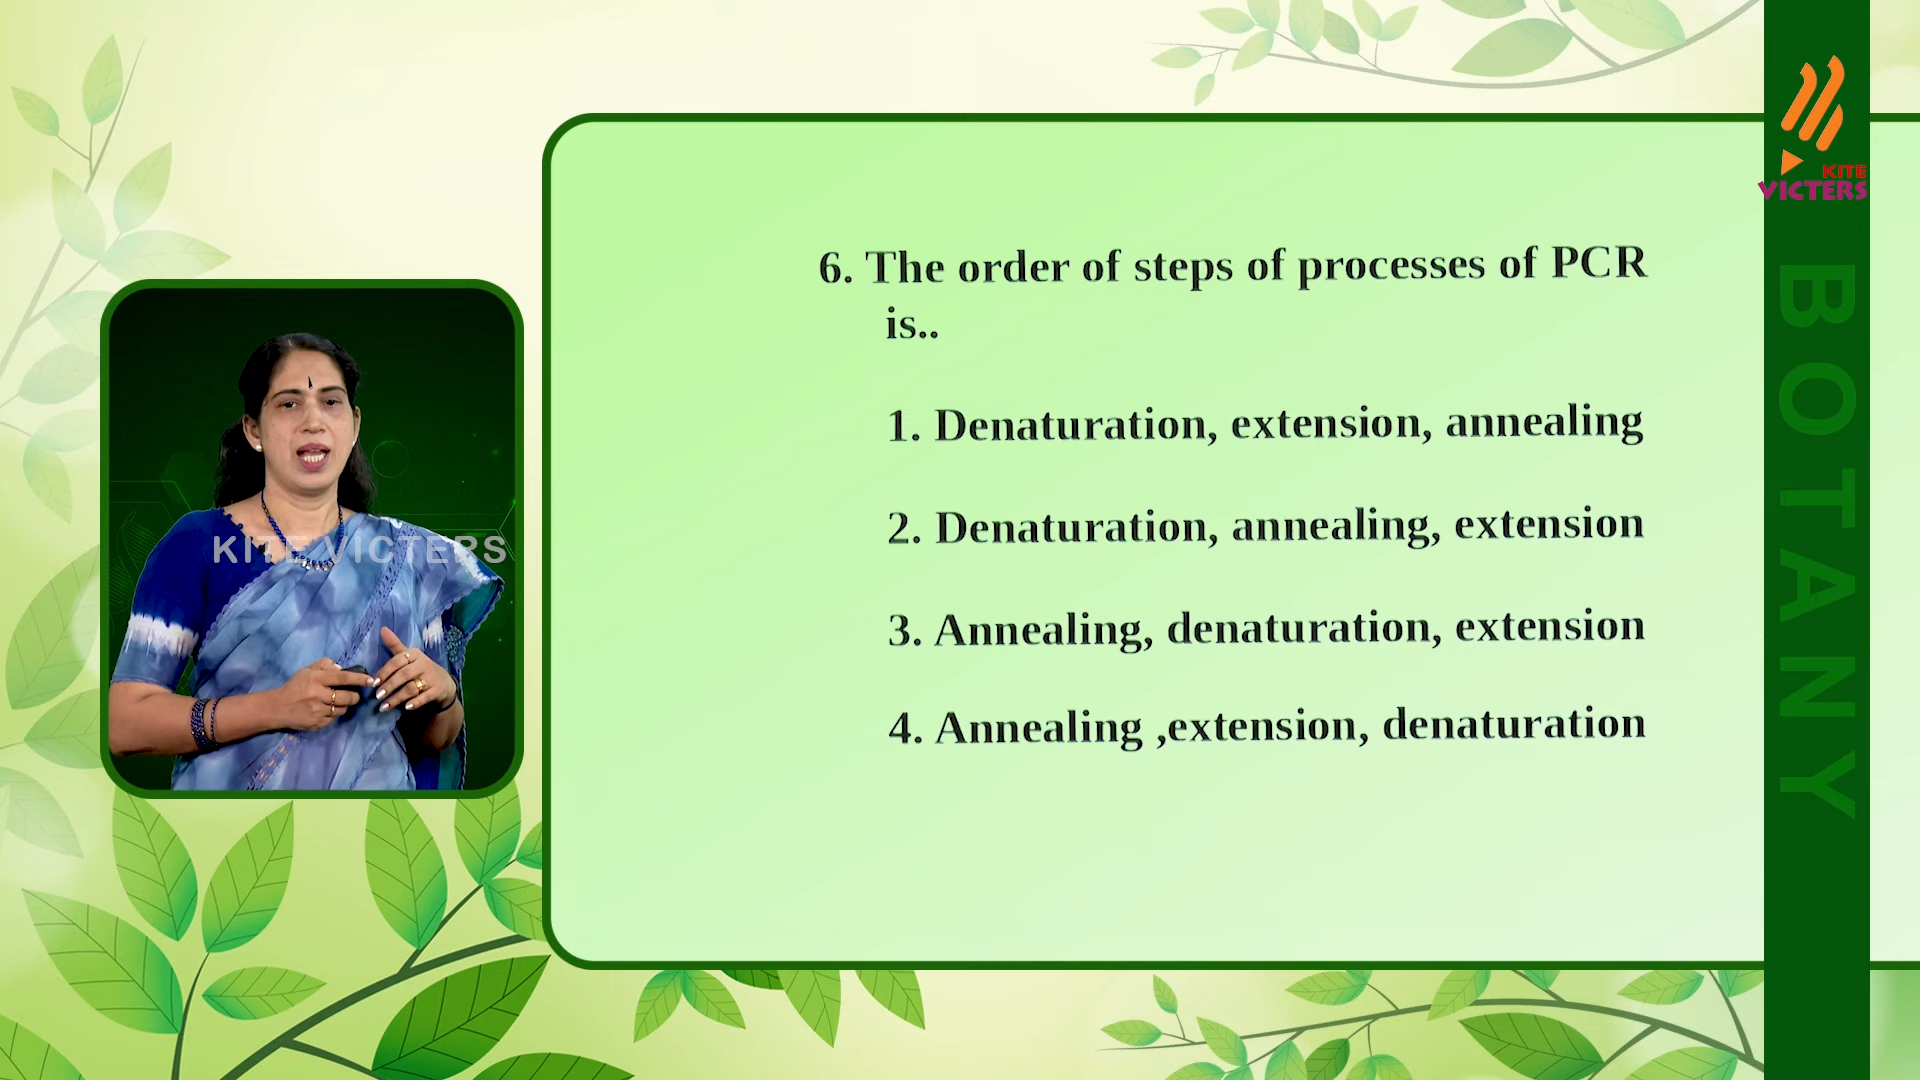 6. The order of steps of processes of PCR
is..
1. Denaturation, extension, annealing
2. Denaturation, annealing, extension
3. Annealing, denaturation, extension
4. Annealing ,extension, denaturation
KITE VICTERS
KITE
VICTERS
BOTANY